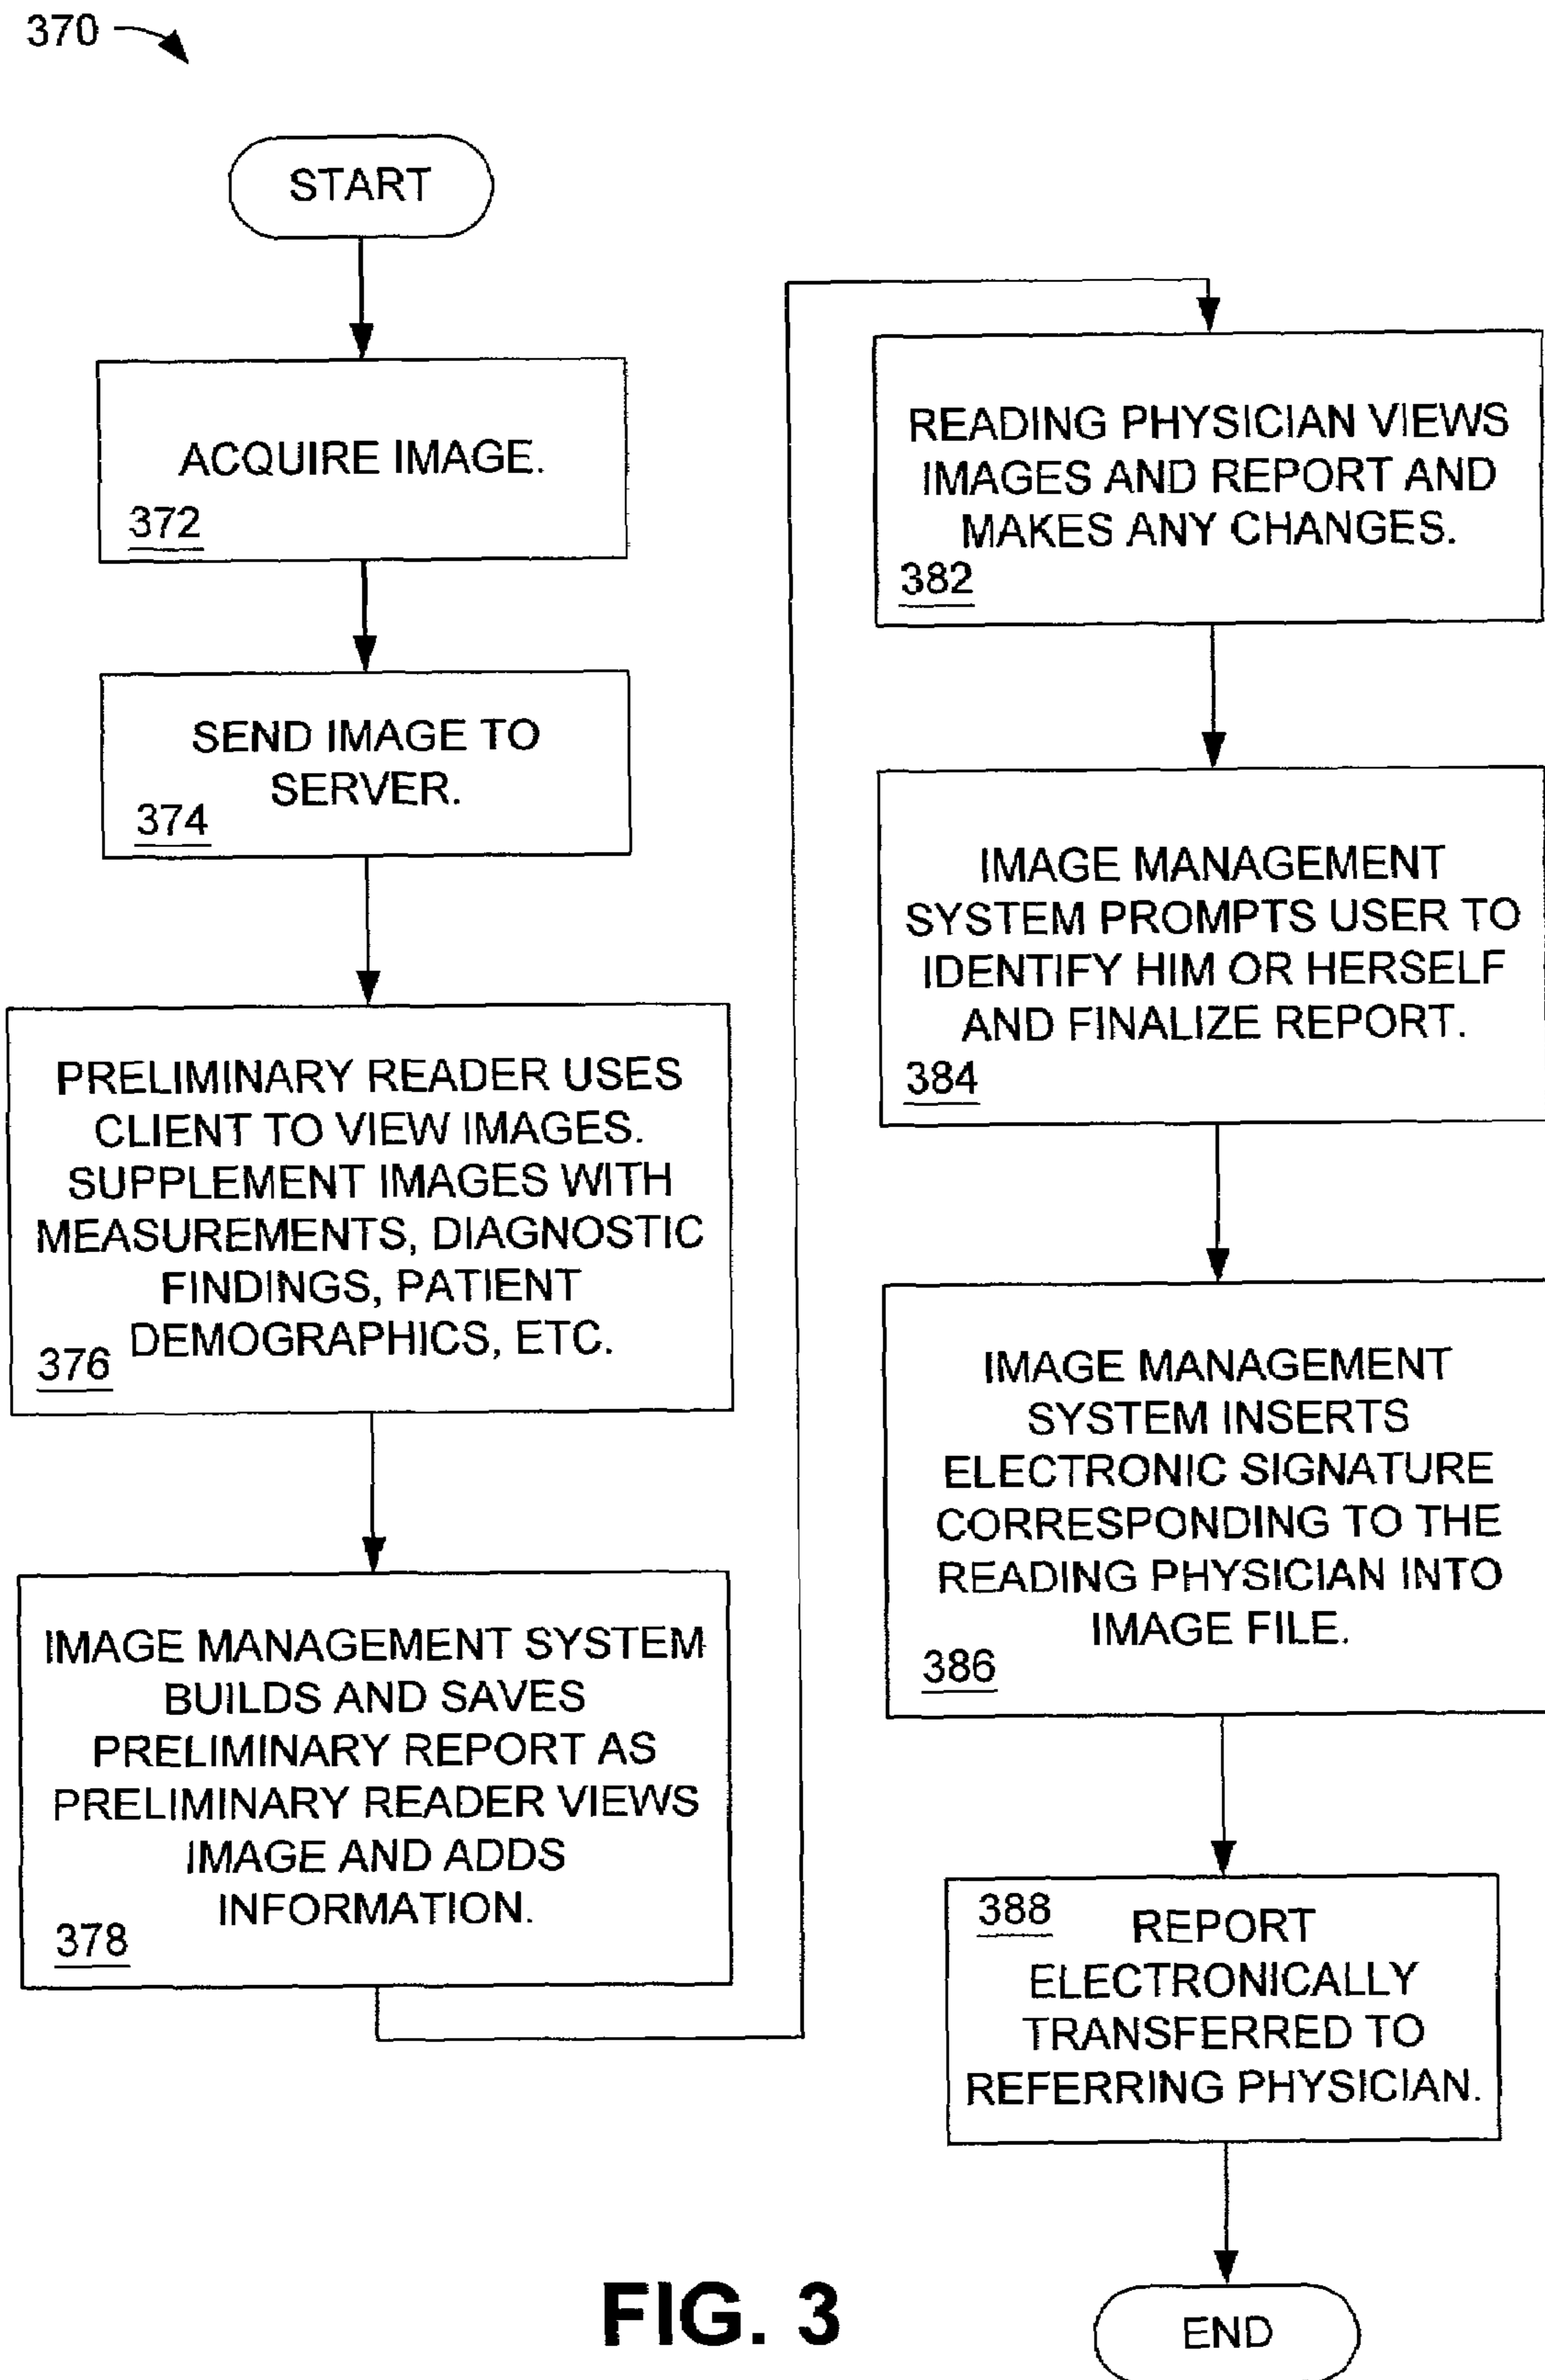 370
START
ACQUIRE IMAGE.
372
SEND IMAGE TO
SERVER.
374
PRELIMINARY READER USES
CLIENT TO VIEW IMAGES.
SUPPLEMENT IMAGES WITH
MEASUREMENTS, DIAGNOSTIC
FINDINGS, PATIENT
DEMOGRAPHICS, ETC.
376
IMAGE MANAGEMENT SYSTEM
BUILDS AND SAVES
PRELIMINARY REPORT AS
PRELIMINARY READER VIEWS
IMAGE AND ADDS
INFORMATION.
378
READING PHYSICIAN VIEWS
IMAGES AND REPORT AND
MAKES ANY CHANGES.
382
IMAGE MANAGEMENT
SYSTEM PROMPTS USER TO
IDENTIFY HIM OR HERSELF
AND FINALIZE REPORT.
384
IMAGE MANAGEMENT
SYSTEM INSERTS
ELECTRONIC SIGNATURE
CORRESPONDING TO THE
READING PHYSICIAN INTO
IMAGE FILE.
386
388
REPORT
ELECTRONICALLY
TRANSFERRED TO
REFERRING PHYSICIAN.
END
FIG. 3